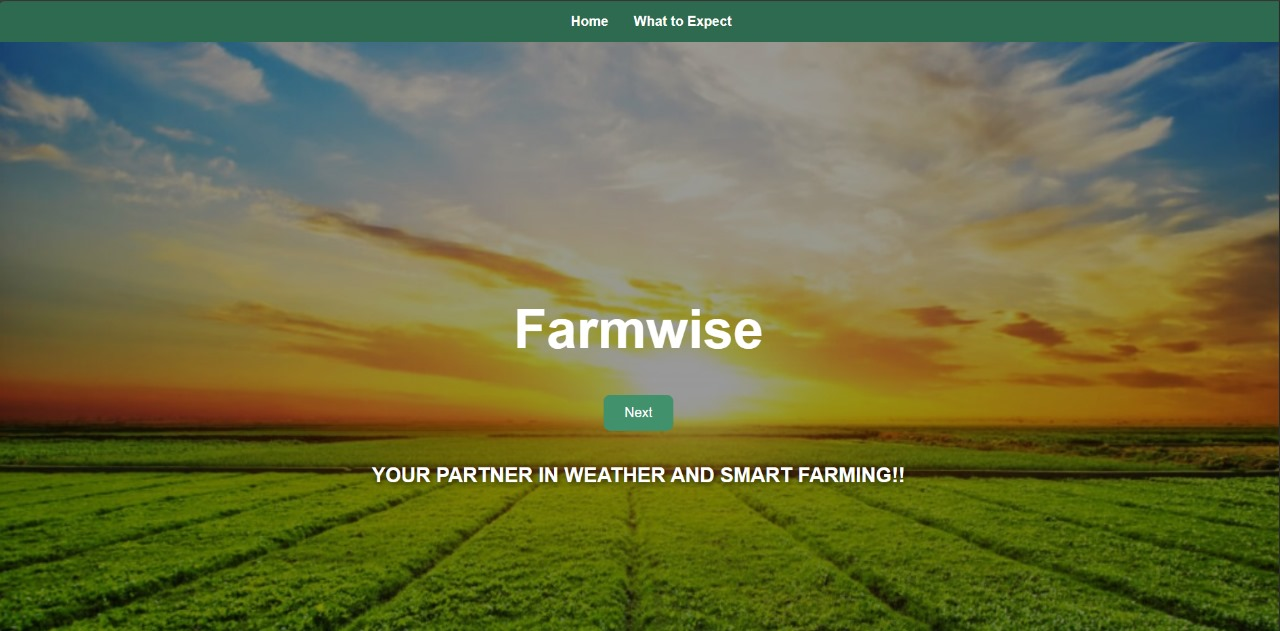 Home What to Expect
Farmwise
Next
YOUR PARTNER IN WEATHER AND SMART FARMING!!